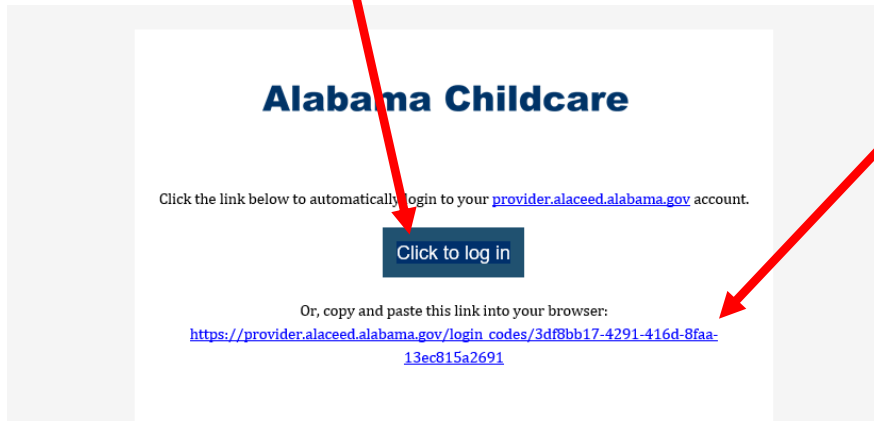 Alabama Childcare
Click the link below to automatically login to your provider.alaceed.alabama.gov account.
Click to log in
Or, copy and paste this link into your browser:
https://provider.alaceed.alabama.gov/login_codes/3df8bb17-4291-416d-8faa-
13ec815a2691